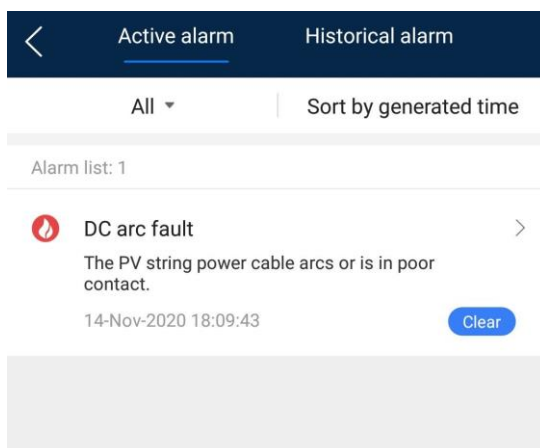 Active alarm Historical alarm
All Sort by generated time
Alarm list: 1
DC arc fault
The PV string power cable arcs or is in poor
contact.
14-Nov-2020 18:09:43 Clear